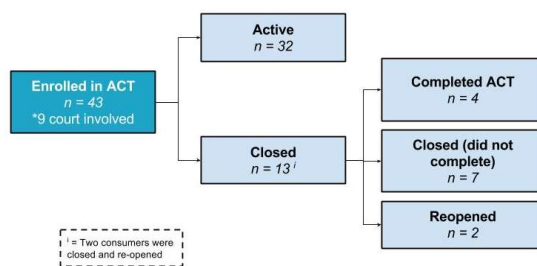 Active
n = 32
Enrolled in ACT
n = 43
*9 court involved
Completed ACT
n = 4
Closed
n = 13 i
Closed (did not
complete)
n = 7
Reopened
n = 2
i = Two consumers were
closed and re-opened